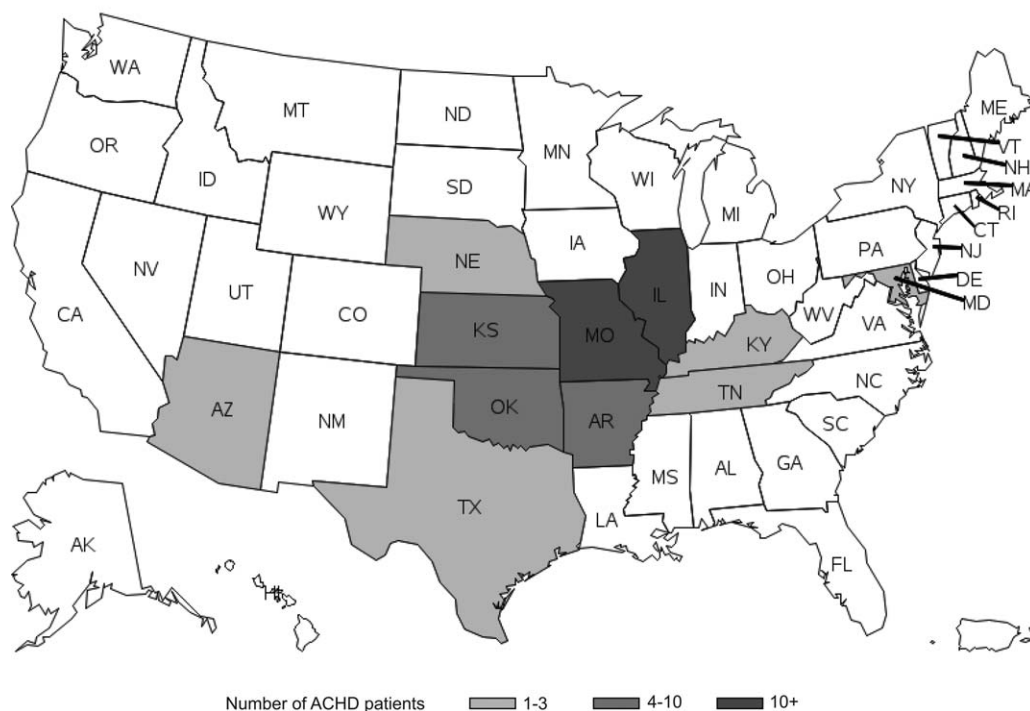 WA
MT
ND
MN
ME
VT
OR
ID
WI
NH
SD
NY
MA
WY
MI
RI
CT
IA
PA
NE
NJ
NV
OH
IL
IN
DE
UT
CA
CO
MD
WV
KS
MO
VA
KY
NC
TN
AZ
OK
NM
AR
SC
MS
AL
GA
TX
LA
AK
FL
Number of ACHD patients 1-3 4-10 10+